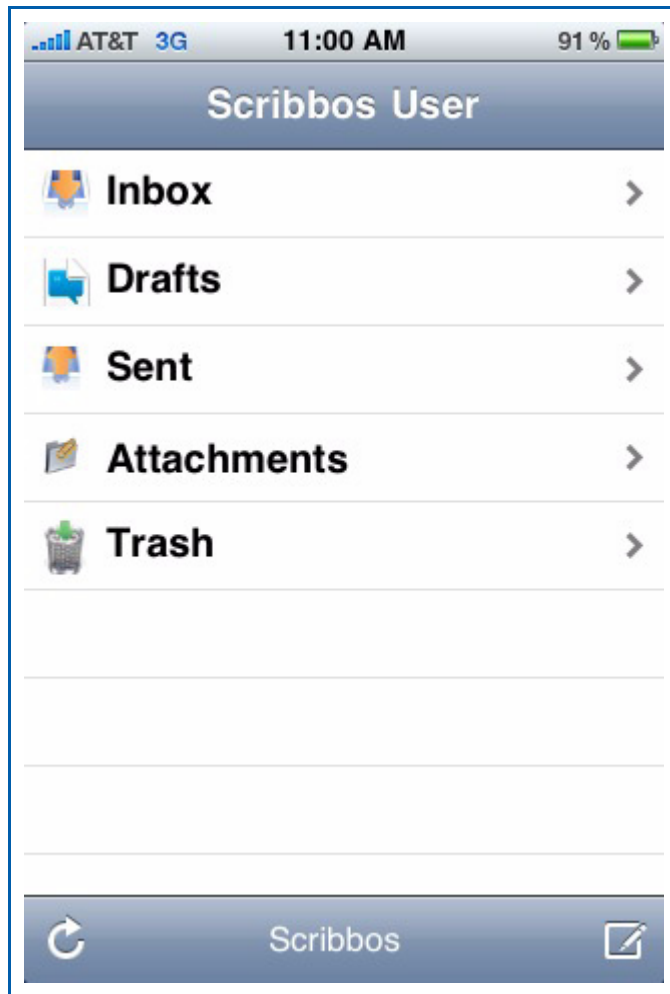 AT&T 3G 11:00 AM 91%
Scribbos User
Inbox
Drafts
Sent
Attachments
Trash
Scribbos